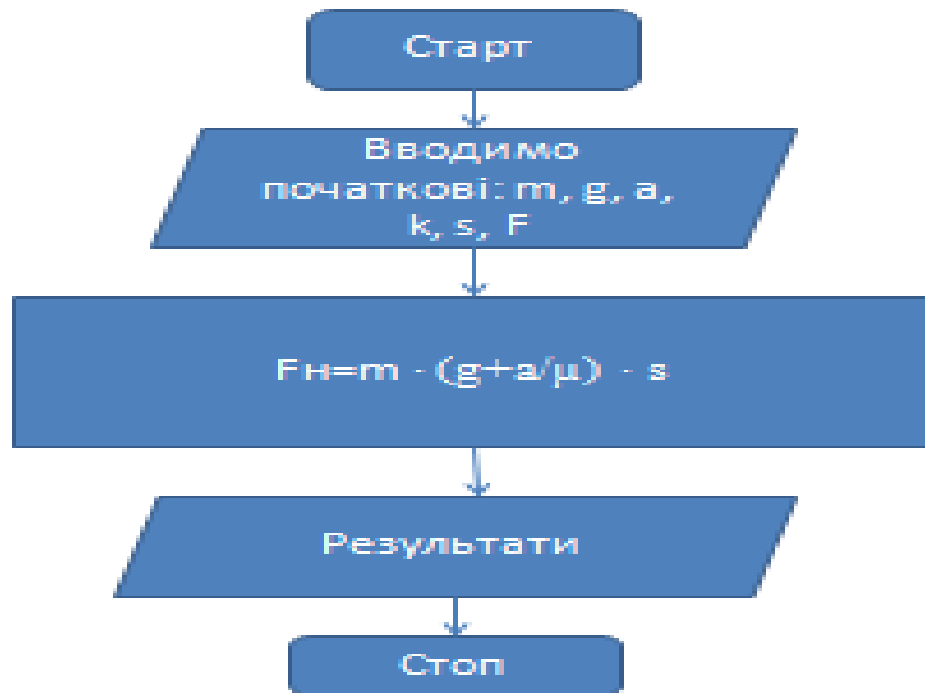 Старт
Вводимо
початкові: m, g, a,
k, s, F
Fн=m · (g+a/μ) · s
Результати
Стоп